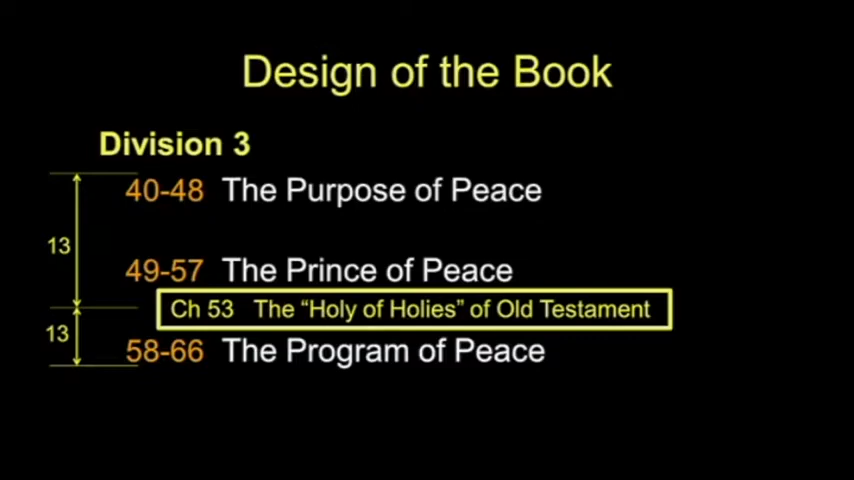 Design of the Book
Division 3
40-48 The Purpose of Peace
13
49-57 The Prince of Peace
Ch 53 The “Holy of Holies” of Old Testament
13
58-66 The Program of Peace